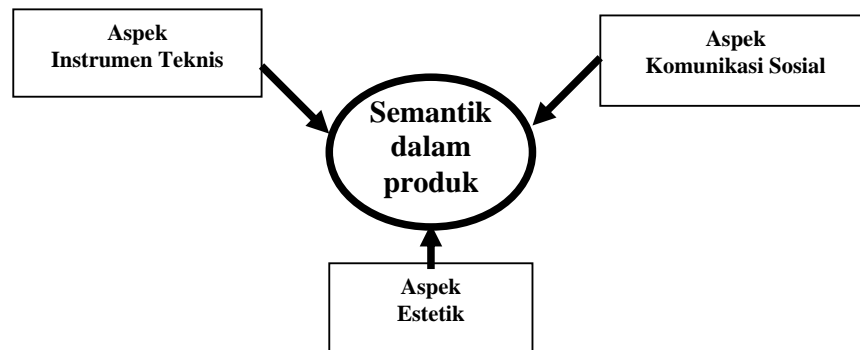 Aspek
Instrumen Teknis
Aspek
Komunikasi Sosial
Semantik
dalam
produk
Aspek
Estetik